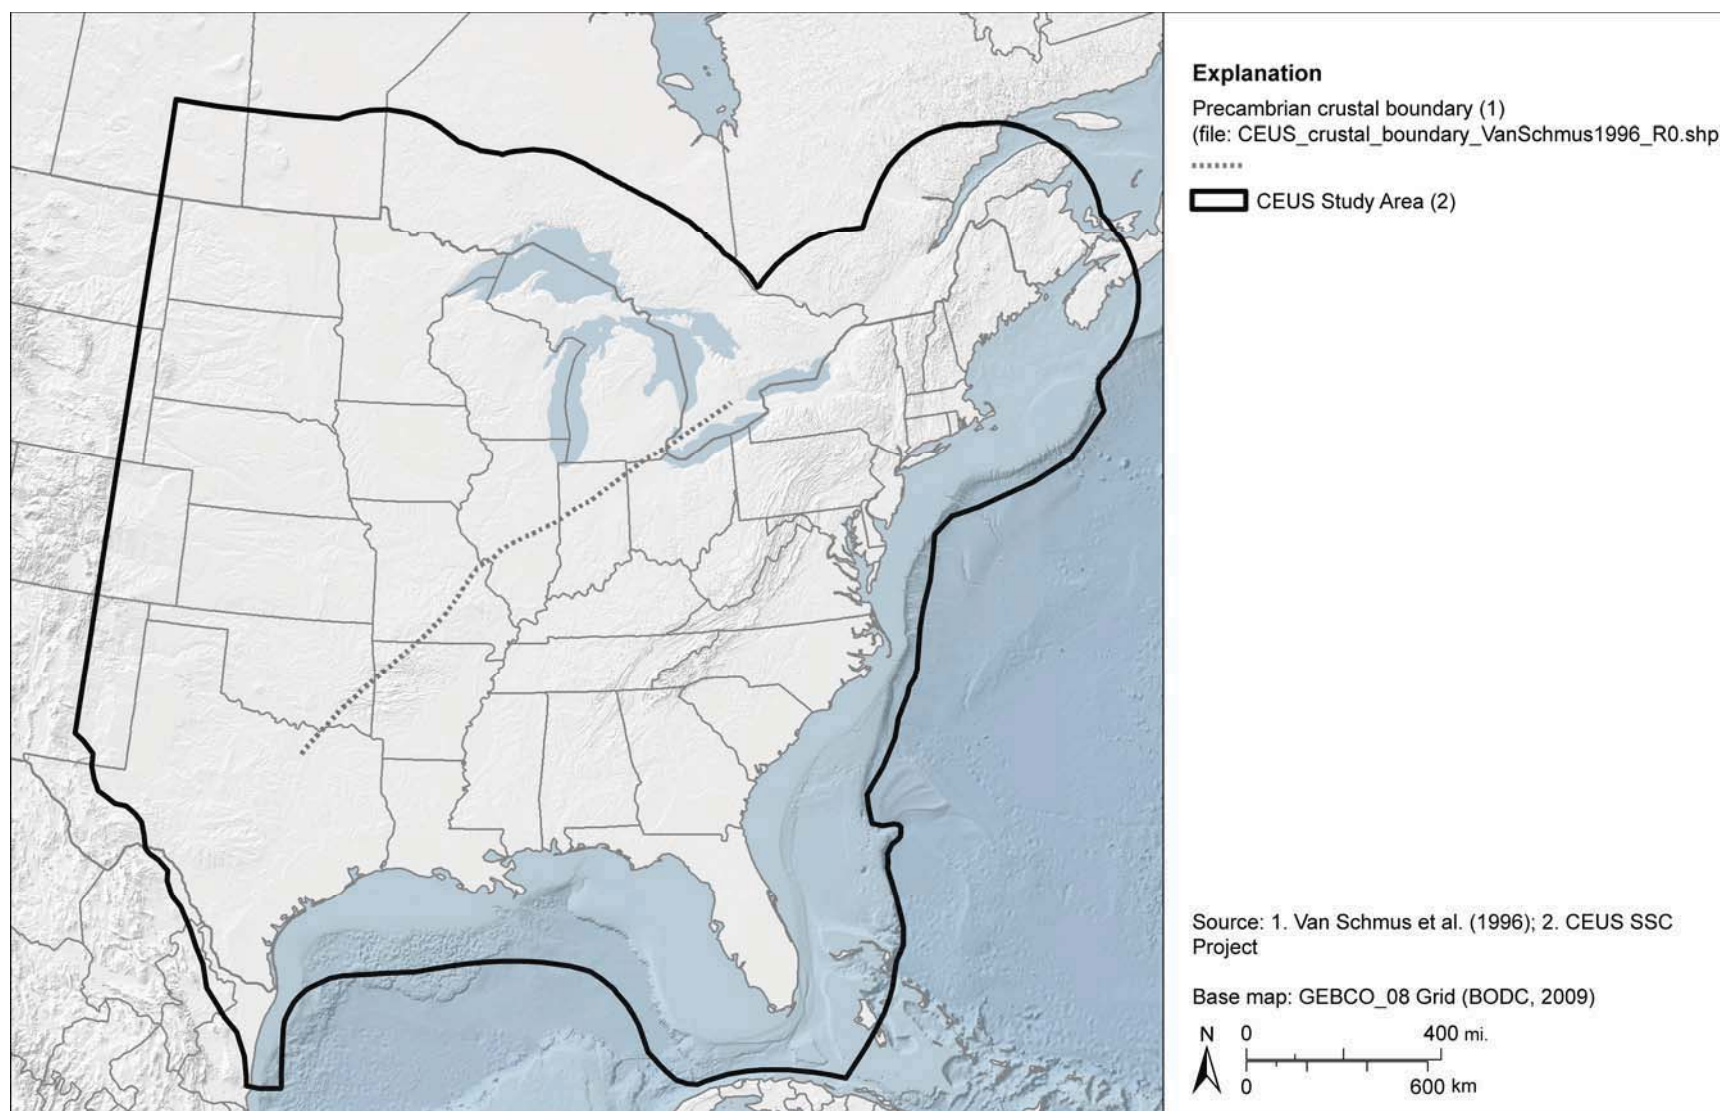 Explanation
Precambrian crustal boundary (1)
(file: CEUS_crustal_boundary_VanSchmus1996_R0.shp
CEUS Study Area (2)
Source: 1. Van Schmus et al. (1996); 2. CEUS SSC
Project
Base map: GEBCO_08 Grid (BODC, 2009)
N 0 400 mi.
0 600 km